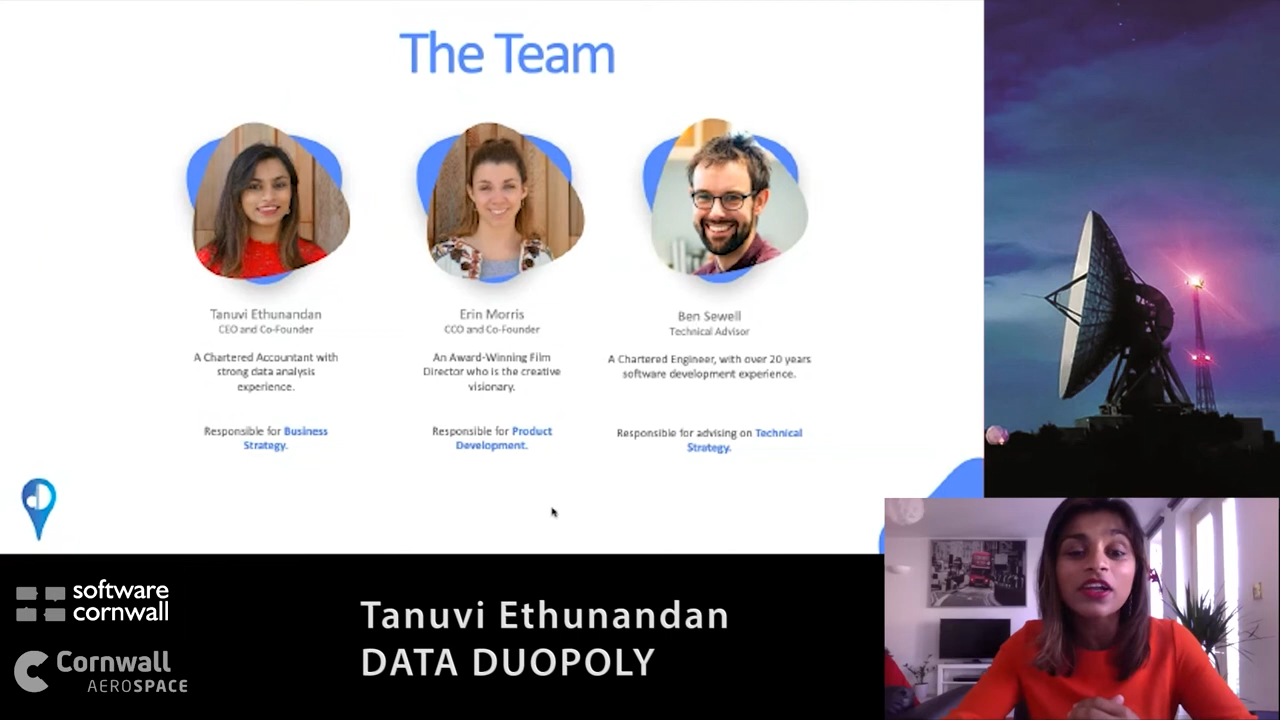 The Team
Tanuvi Ethunandan
CEO and Co-Founder
A Chartered Accountant with
strong data analysis
experience.
Responsible for Business
Strategy.
Erin Morris
CCO and Co-Founder
An Award-Winning Film
Director who is the creative
visionary.
Responsible for Product
Development.
Ben Sewell
Technical Advisor
A Chartered Engineer, with over 20 years
software development experience.
Responsible for advising on Technical
Strategy.
software
cornwall
Cornwall
AEROSPACE
Tanuvi Ethunandan
DATA DUOPOLY